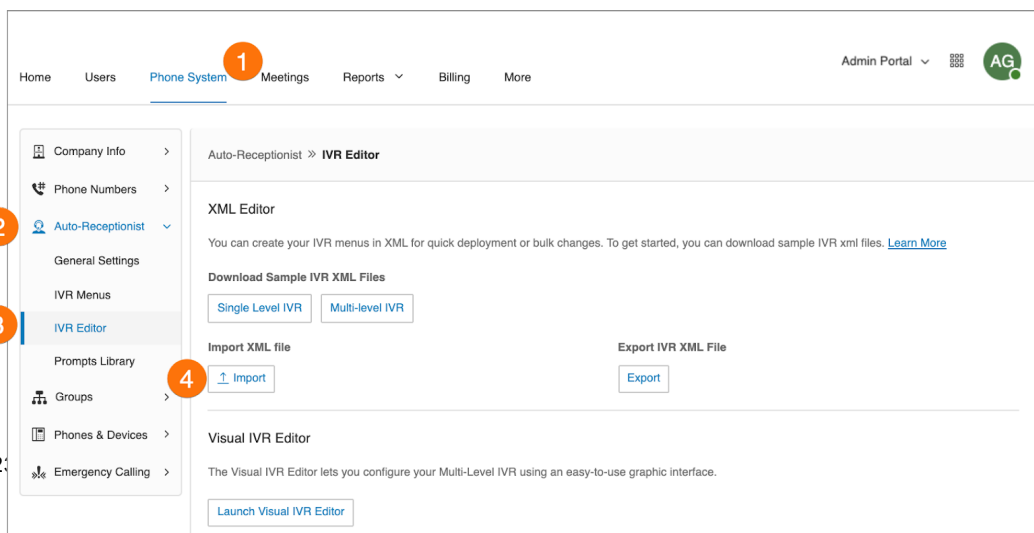 Admin Portal
AG
1
Home Users Phone System Meetings Reports Billing More
Company Info
Phone Numbers
2
Auto-Receptionist
General Settings
IVR Menus
3
IVR Editor
Prompts Library
Groups
Phones & Devices
Emergency Calling
Auto-Receptionist » IVR Editor
XML Editor
You can create your IVR menus in XML for quick deployment or bulk changes. To get started, you can download sample IVR xml files. Learn More
Download Sample IVR XML Files
Single Level IVR Multi-level IVR
Import XML file Export IVR XML File
4
Import Export
Visual IVR Editor
The Visual IVR Editor lets you configure your Multi-Level IVR using an easy-to-use graphic interface.
Launch Visual IVR Editor